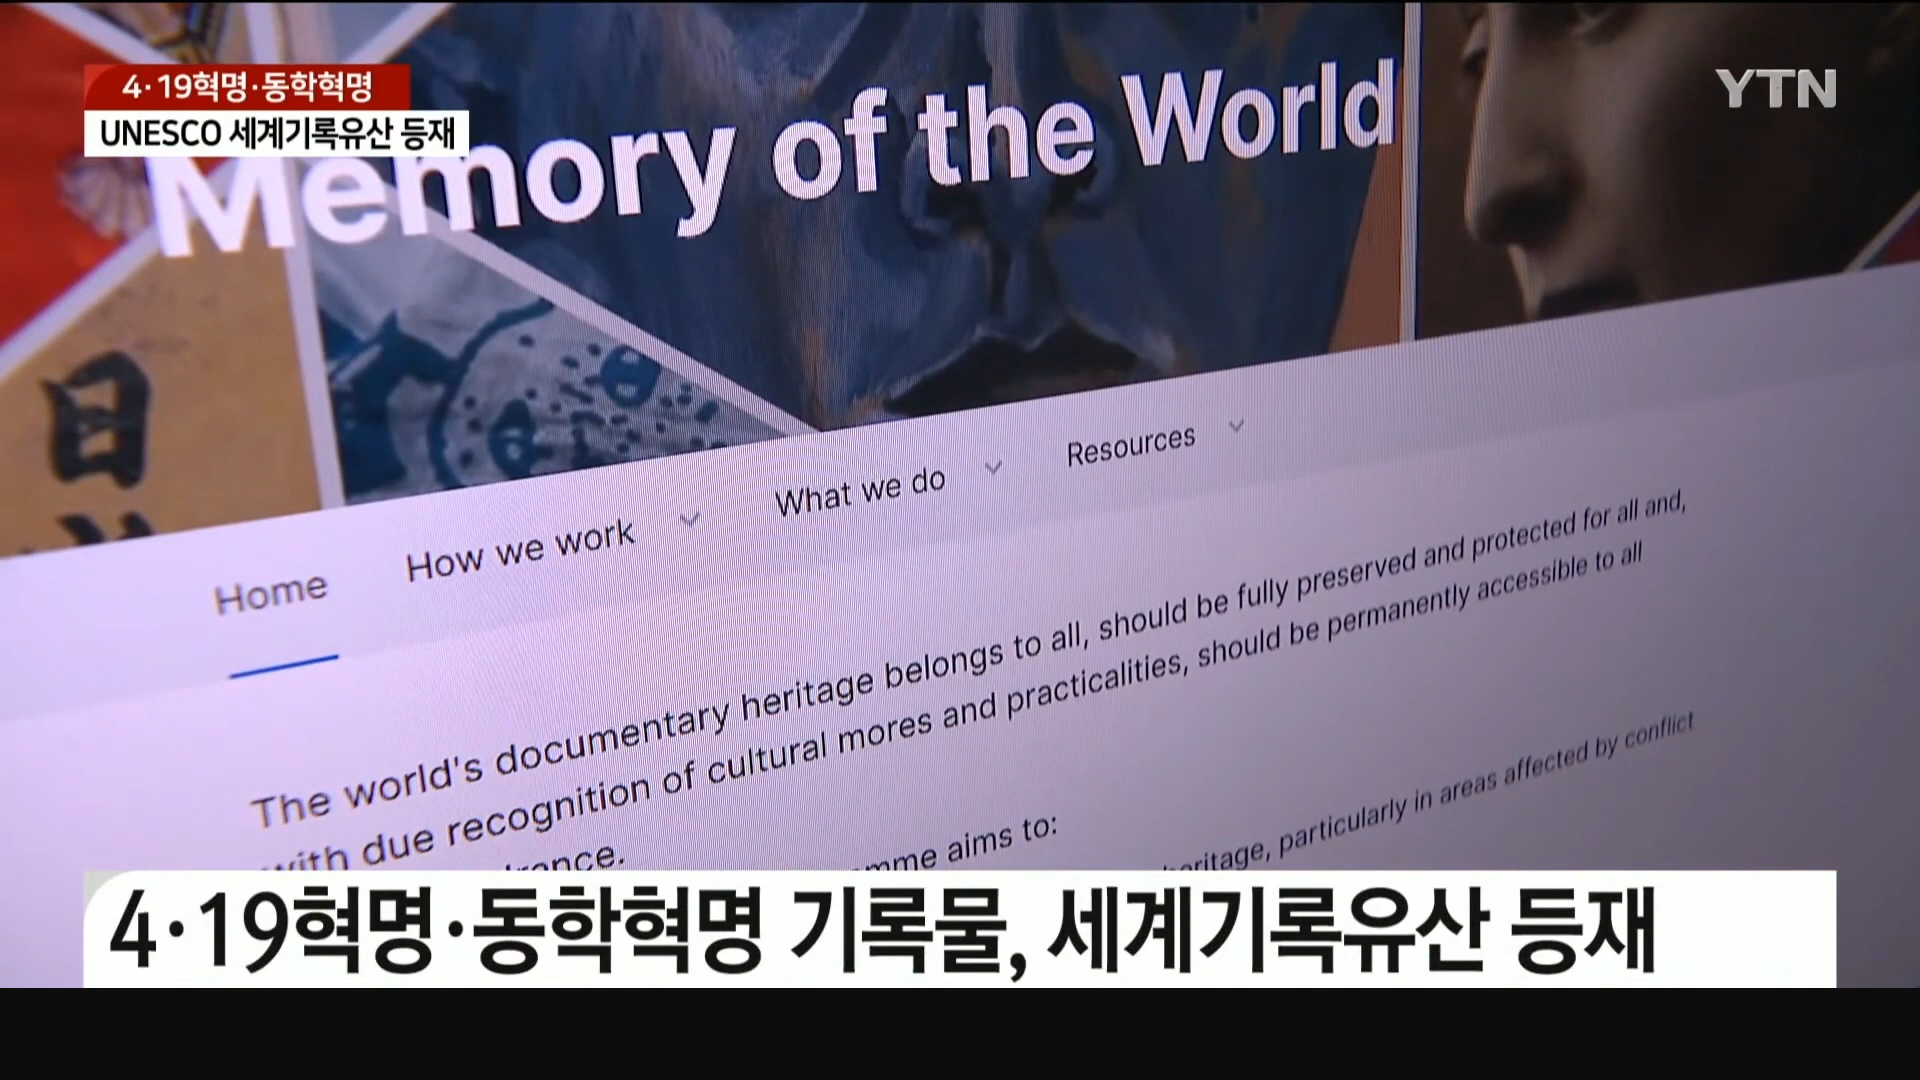 4·19혁명·동학혁명
UNESCO 세계기록유산 등재
YTN
Memory of the World
日
Home
How we work
What we do
Resources
The world's documentary heritage belongs to all, should be fully preserved and protected for all and,
with due recognition of cultural mores and practicalities, should be permanently accessible to all
aims to:
heritage, particularly in areas affected by conflict
4·19혁명·동학혁명 기록물, 세계기록유산 등재